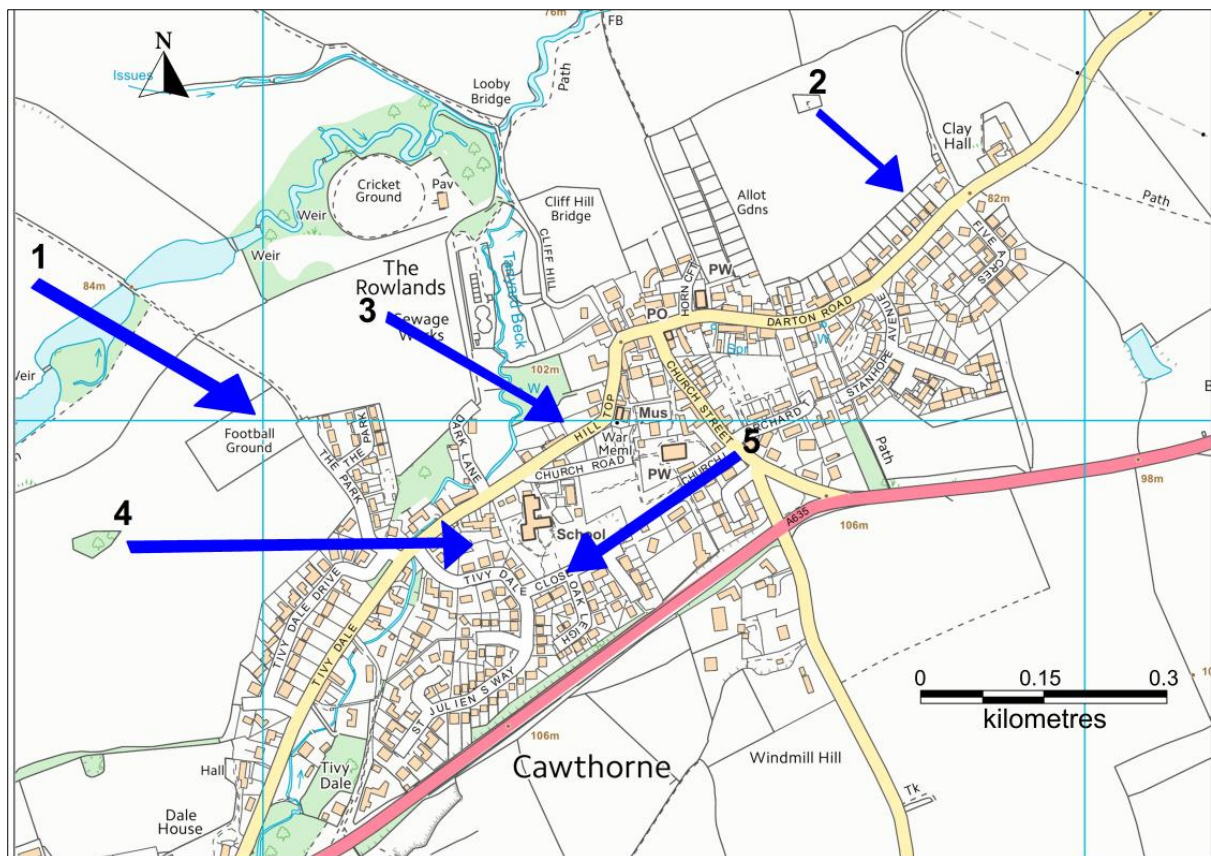 76m
FB
N
Issues
Looby
Bridge
Path
2
r
Clay
Hall
Cricket
Ground
Pav
Weir
Weir
Cliff Hill
Bridge
CLIFF HILL
Allot
Gdns
82m
Path
FIVE ACRES
1
84m
The
Rowlands
3
Sewage
Works
Tanyard Beck
PW
HORN CFT
PO
DARTON ROAD
Spr
W
STANHOPE AVENUE
102m
W
HILL TOP
CHURCH STREET
Mus
ORCHARD T
War
Meml
5
Path
Football
Ground
THE PARK
THE PARK
DARK LANE
CHURCH ROAD
PW
CHURCH L
98m
A635
106m
4
School
TIVY DALE CLOSE
OAK LEIGH
TIVY DALE DRIVE
TIVY DALE
ST JULIEN S WAY
0 0.15 0.3
kilometres
106m
Cawthorne
Windmill Hill
Hall
Tivy
Dale
Dale
House
Tk